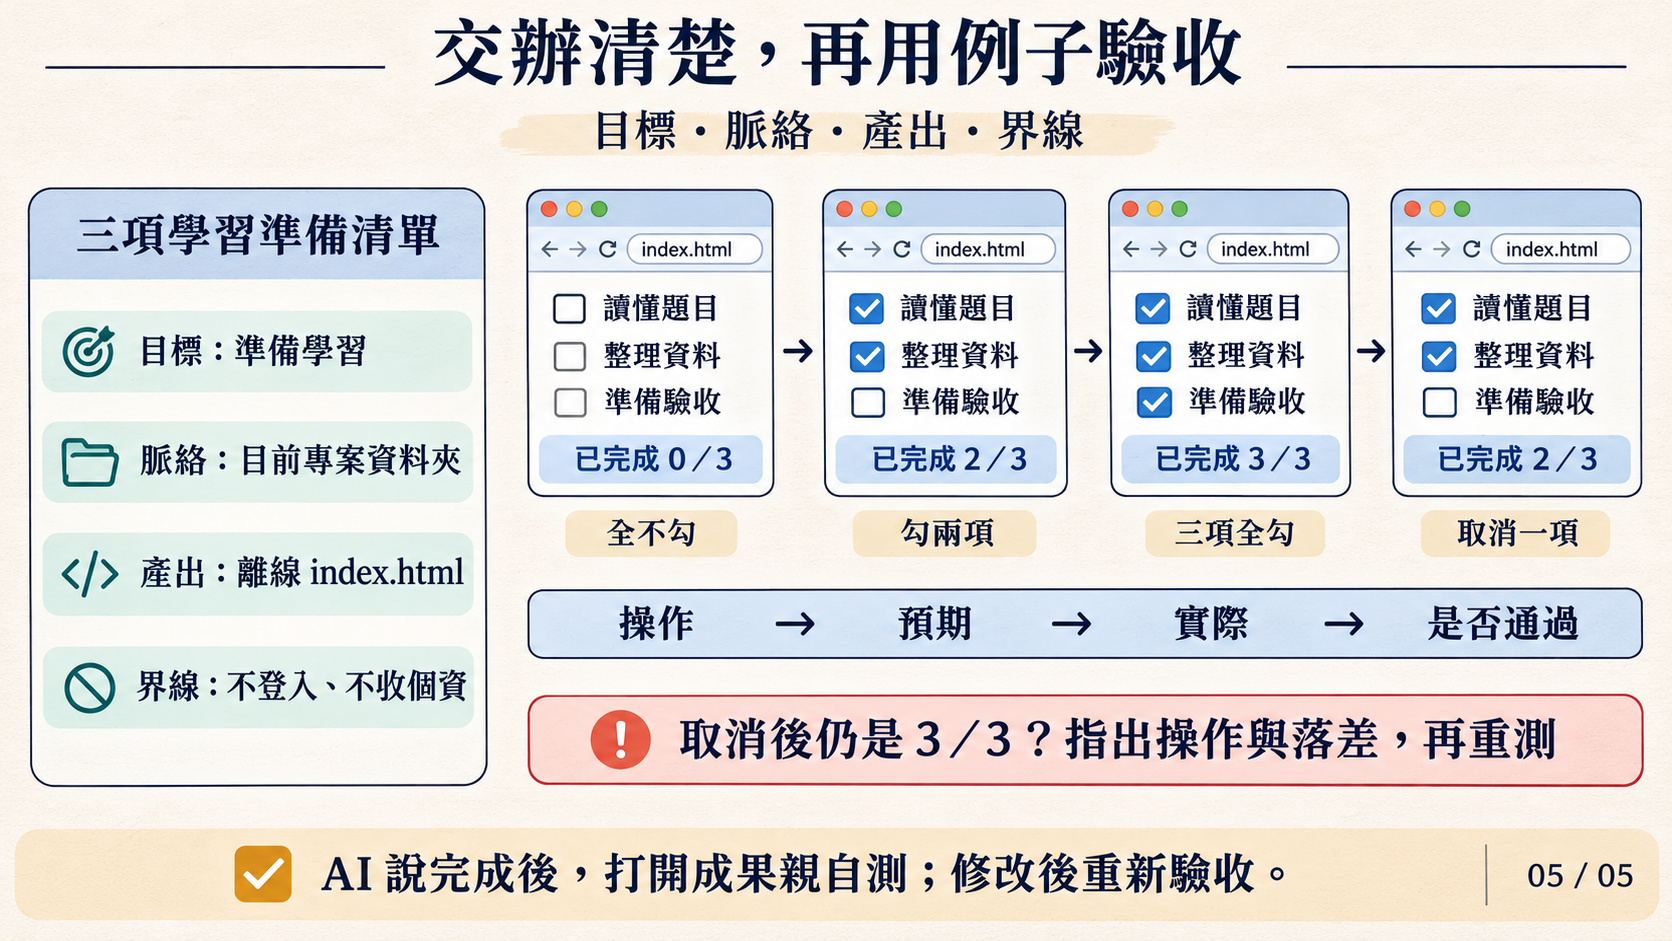 交辦清楚，再用例子驗收
目標・脈絡・產出・界線
三項學習準備清單
目標：準備學習
脈絡：目前專案資料夾
產出：離線 index.html
界線：不登入、不收個資
index.html
讀懂題目
整理資料
準備驗收
已完成 0／3
全不勾
index.html
讀懂題目
整理資料
準備驗收
已完成 2／3
勾兩項
index.html
讀懂題目
整理資料
準備驗收
已完成 3／3
三項全勾
index.html
讀懂題目
整理資料
準備驗收
已完成 2／3
取消一項
操作 → 預期 → 實際 → 是否通過
取消後仍是 3／3？指出操作與落差，再重測
AI 說完成後，打開成果親自測；修改後重新驗收。
05 / 05